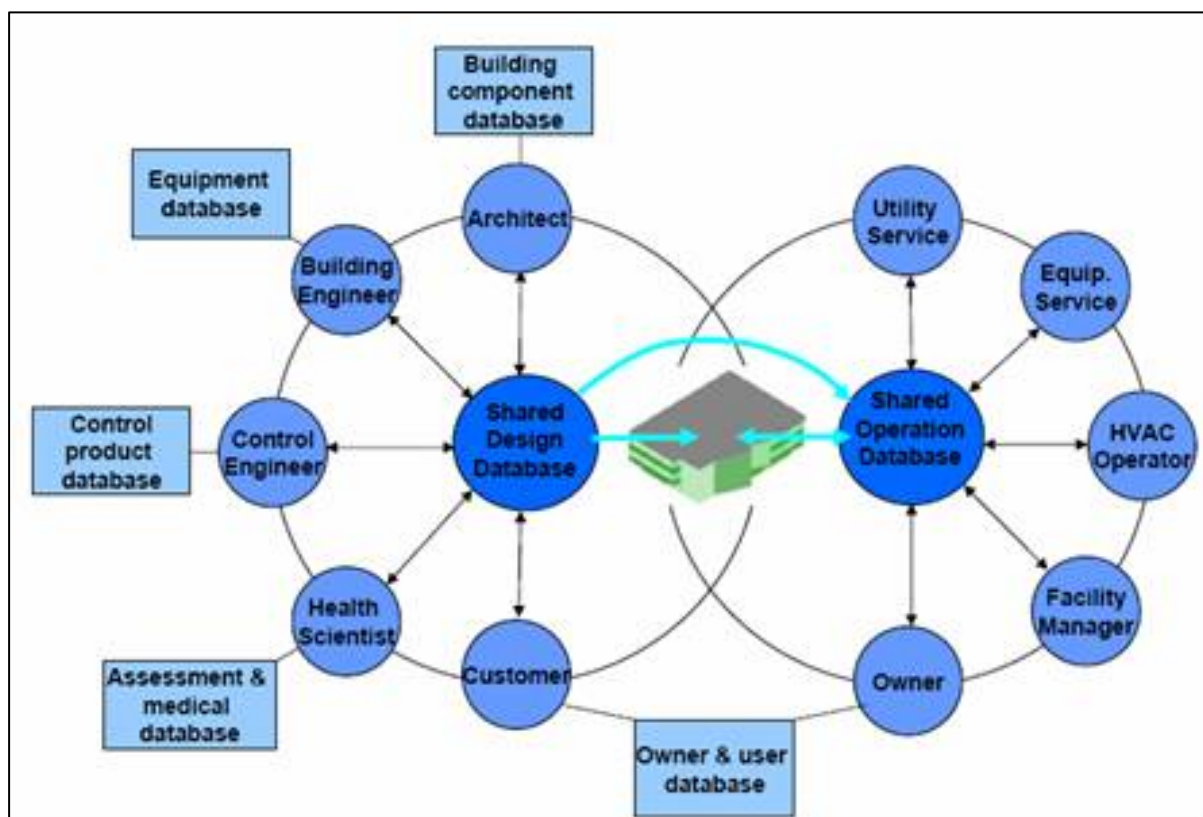 Building
component
database
Equipment
database
Architect
Utility
Service
Building
Engineer
Equip.
Service
Control
product
database
Control
Engineer
Shared
Design
Database
Shared
Operation
Database
HVAC
Operator
Health
Scientist
Facility
Manager
Assessment &
medical
database
Customer
Owner
Owner & user
database